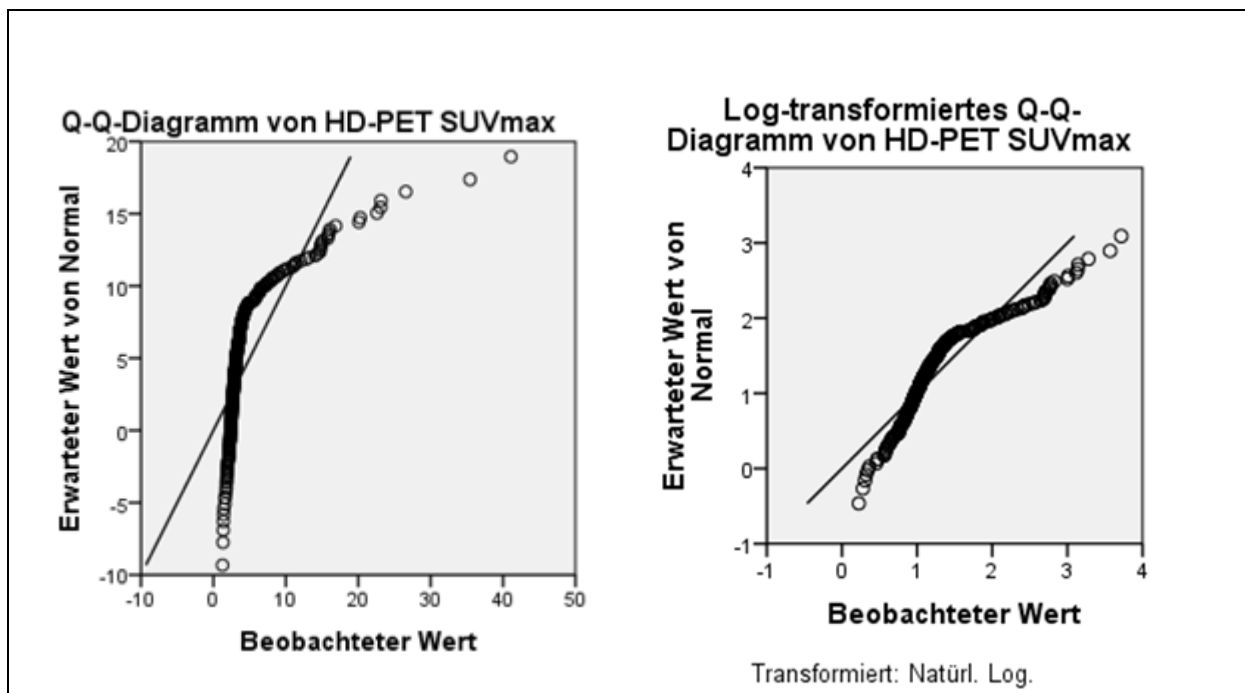 Q-Q-Diagramm von HD-PET SUVmax
Erwarteter Wert von Normal
20
15
10
5
0
-5
-10
-10
0
10
20
30
40
50
Beobachteter Wert
Log-transformiertes Q-Q-
Diagramm von HD-PET SUVmax
Erwarteter Wert von
Normal
4
3
2
1
0
-1
-1
0
1
2
3
4
Beobachteter Wert
Transformiert: Natürl. Log.